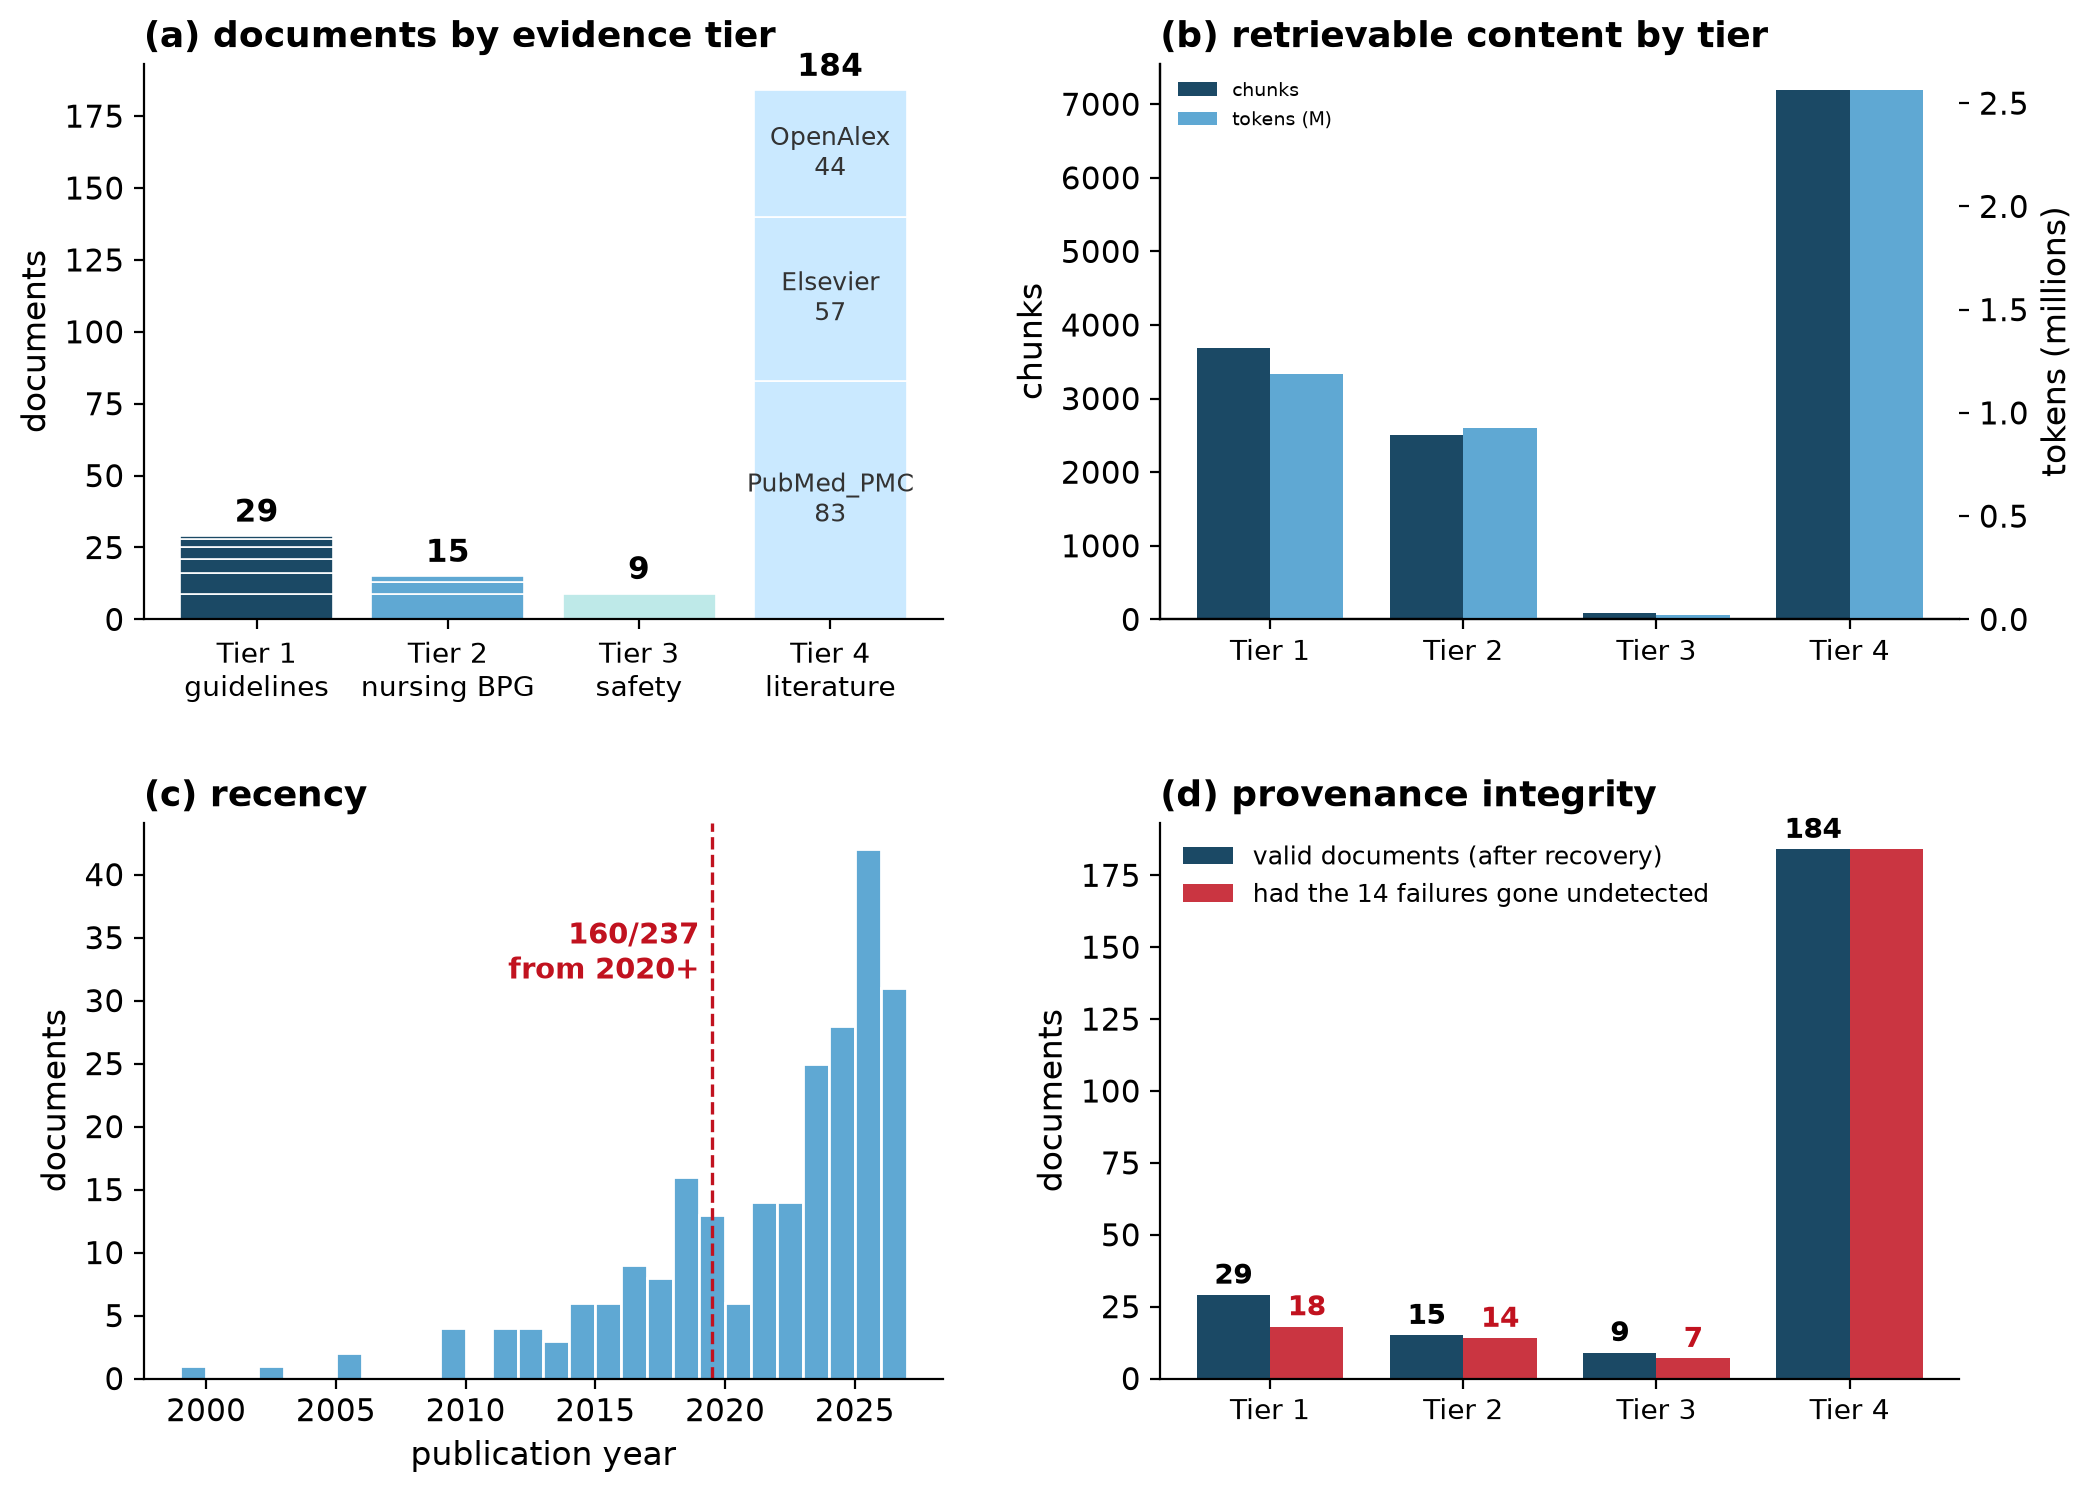 (a) documents by evidence tier
184
OpenAlex
44
Elsevier
57
PubMed_PMC
83
29
15
9
documents
175
150
125
100
75
50
25
0
Tier 1
guidelines
Tier 2
nursing BPG
Tier 3
safety
Tier 4
literature
(b) retrievable content by tier
chunks
tokens (M)
chunks
7000
6000
5000
4000
3000
2000
1000
0
2.5
2.0
1.5
1.0
0.5
0.0
tokens (millions)
Tier 1
Tier 2
Tier 3
Tier 4
(c) recency
160/237
from 2020+
documents
40
35
30
25
20
15
10
5
0
2000
2005
2010
2015
2020
2025
publication year
(d) provenance integrity
valid documents (after recovery)
had the 14 failures gone undetected
184
29
18
15
14
9
7
documents
175
150
125
100
75
50
25
0
Tier 1
Tier 2
Tier 3
Tier 4